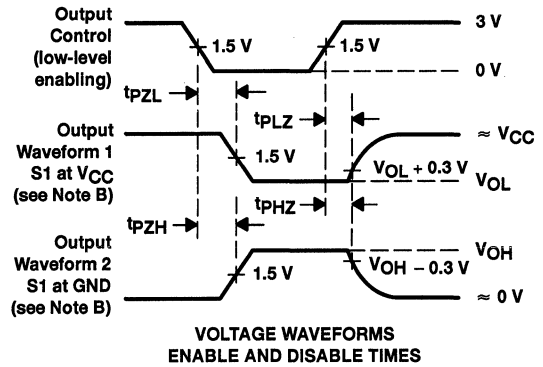 Output
Control
(low-level
enabling)
1.5 V
1.5 V
3 V
0 V
tPZL
tPLZ
Output
Waveform 1
S1 at VCC
(see Note B)
1.5 V
VOL + 0.3 V
≈ VCC
VOL
tPZH
tPHZ
Output
Waveform 2
S1 at GND
(see Note B)
1.5 V
VOH − 0.3 V
VOH
≈ 0 V
VOLTAGE WAVEFORMS
ENABLE AND DISABLE TIMES